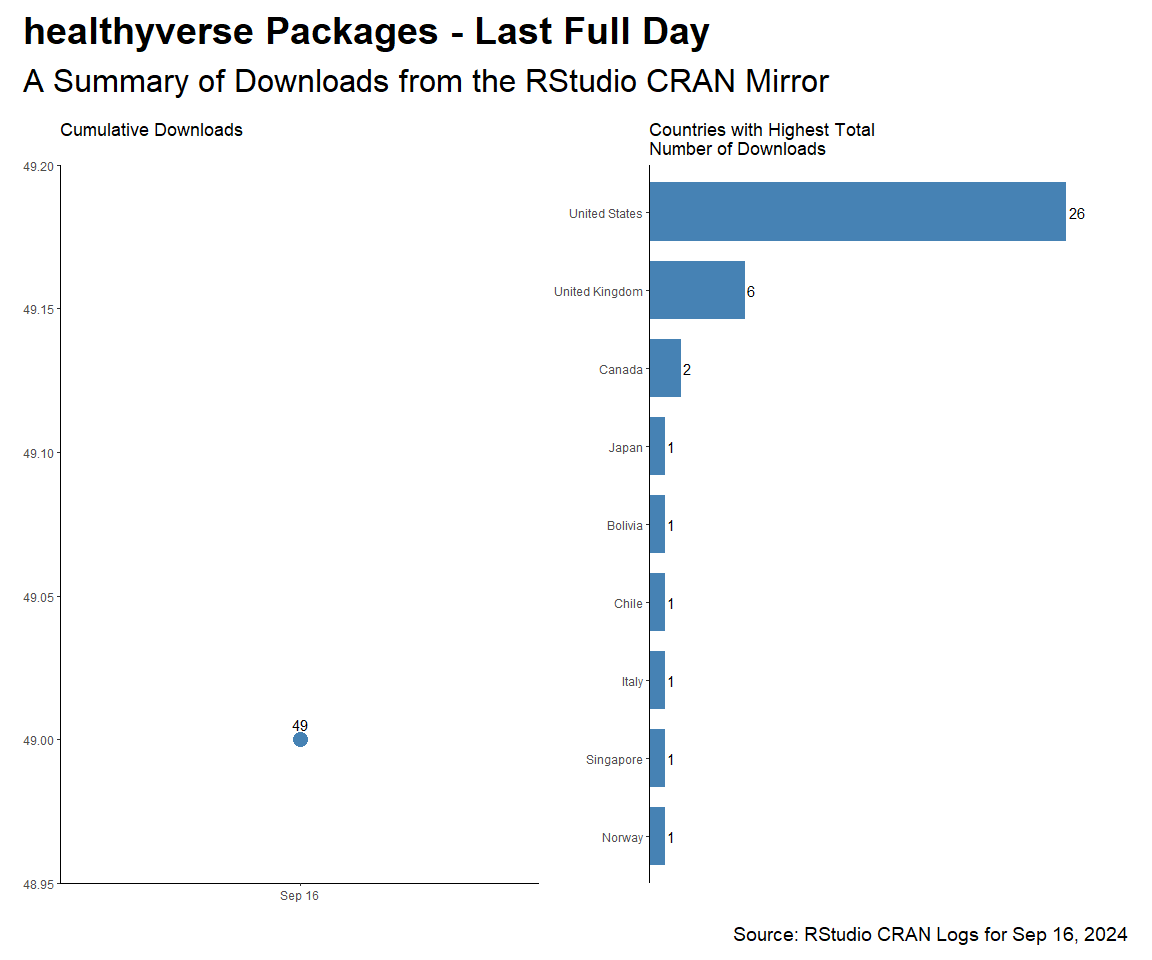 healthyverse Packages - Last Full Day
A Summary of Downloads from the RStudio CRAN Mirror
Cumulative Downloads
49.20
49.15
49.10
49.05
49.00
48.95
49
Sep 16
Countries with Highest Total
Number of Downloads
United States 26
United Kingdom 6
Canada 2
Japan 1
Bolivia 1
Chile 1
Italy 1
Singapore 1
Norway 1
Source: RStudio CRAN Logs for Sep 16, 2024